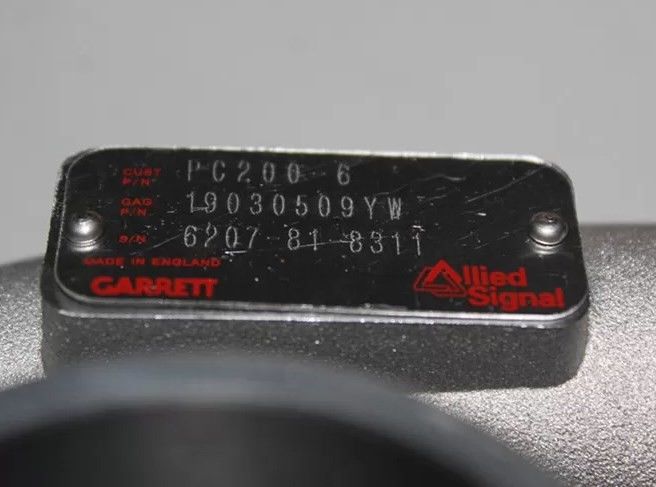 CUST P/N PC200-6
GAG P/N 19030509YW
S/N 6207-81-8311
MADE IN ENGLAND
GARRETT
Allied Signal